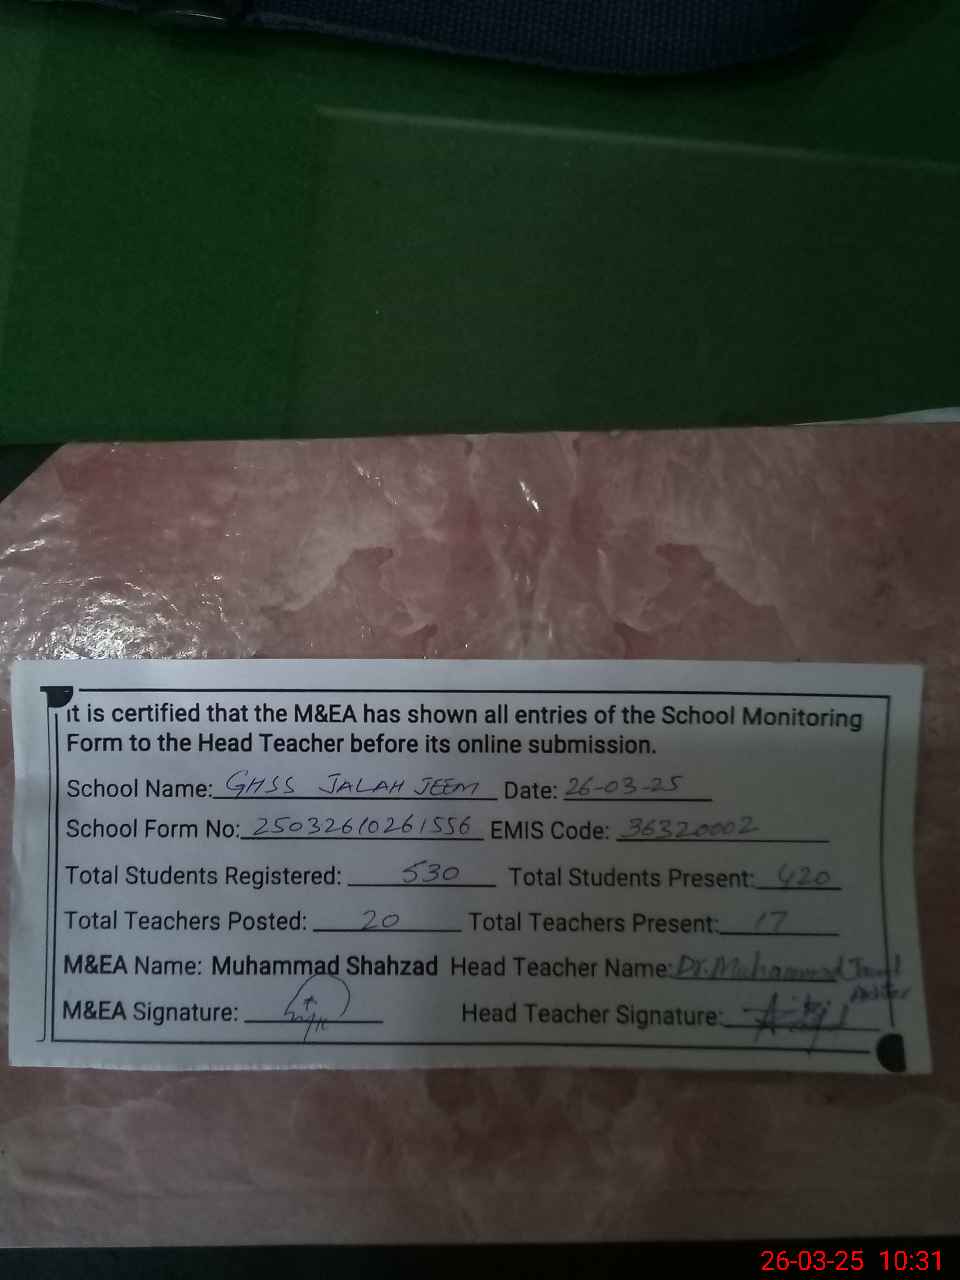 It is certified that the M&EA has shown all entries of the School Monitoring
Form to the Head Teacher before its online submission.
School Name: GHSS JALAH JEEM Date: 26-03-25
School Form No: 25032610261556 EMIS Code: 36320002
Total Students Registered: 530 Total Students Present: 420
Total Teachers Posted: 20 Total Teachers Present: 17
M&EA Name: Muhammad Shahzad Head Teacher Name: Dr. Muhammad
M&EA Signature: Head Teacher Signature:
26-03-25 10:31